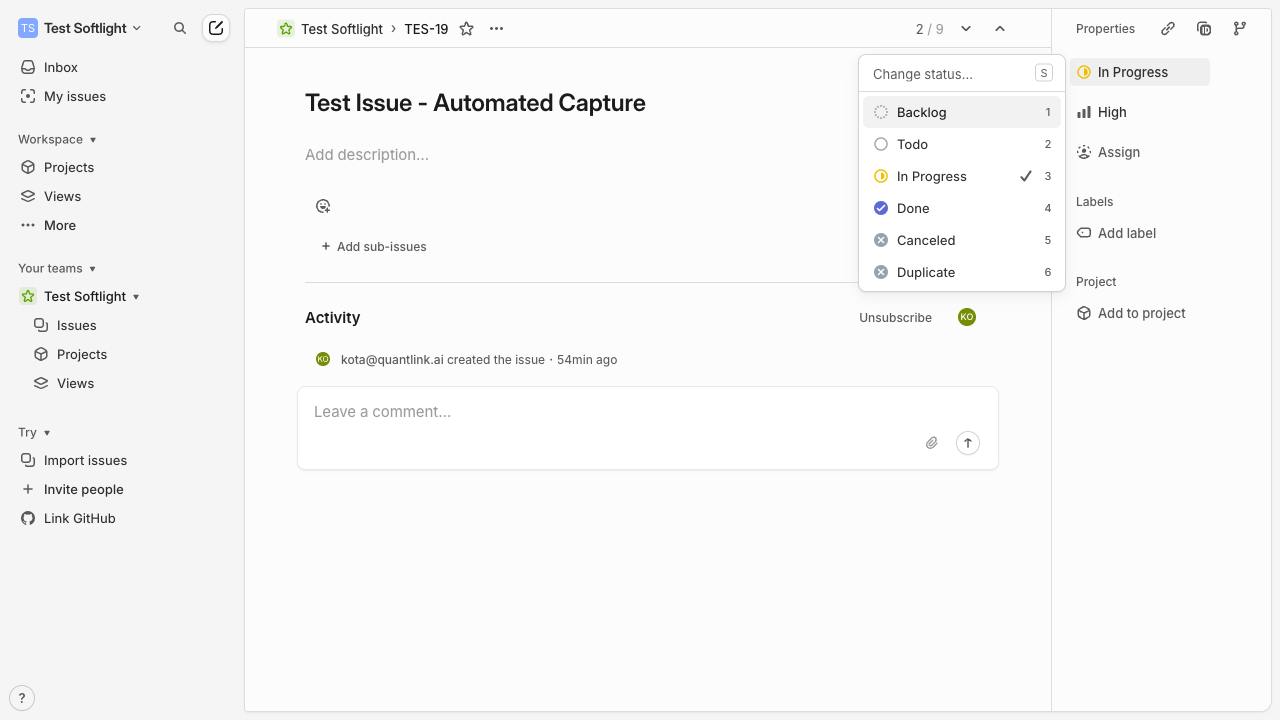 TS Test Softlight
Inbox
My issues
Workspace
Projects
Views
More
Your teams
Test Softlight
Issues
Projects
Views
Try
Import issues
Invite people
Link GitHub
?
Test Softlight › TES-19
2 / 9
Test Issue - Automated Capture
Add description...
+ Add sub-issues
Activity
Unsubscribe KO
KO kota@quantlink.ai created the issue · 54min ago
Leave a comment...
Change status... S
Backlog 1
Todo 2
In Progress 3
Done 4
Canceled 5
Duplicate 6
Properties
In Progress
High
Assign
Labels
Add label
Project
Add to project